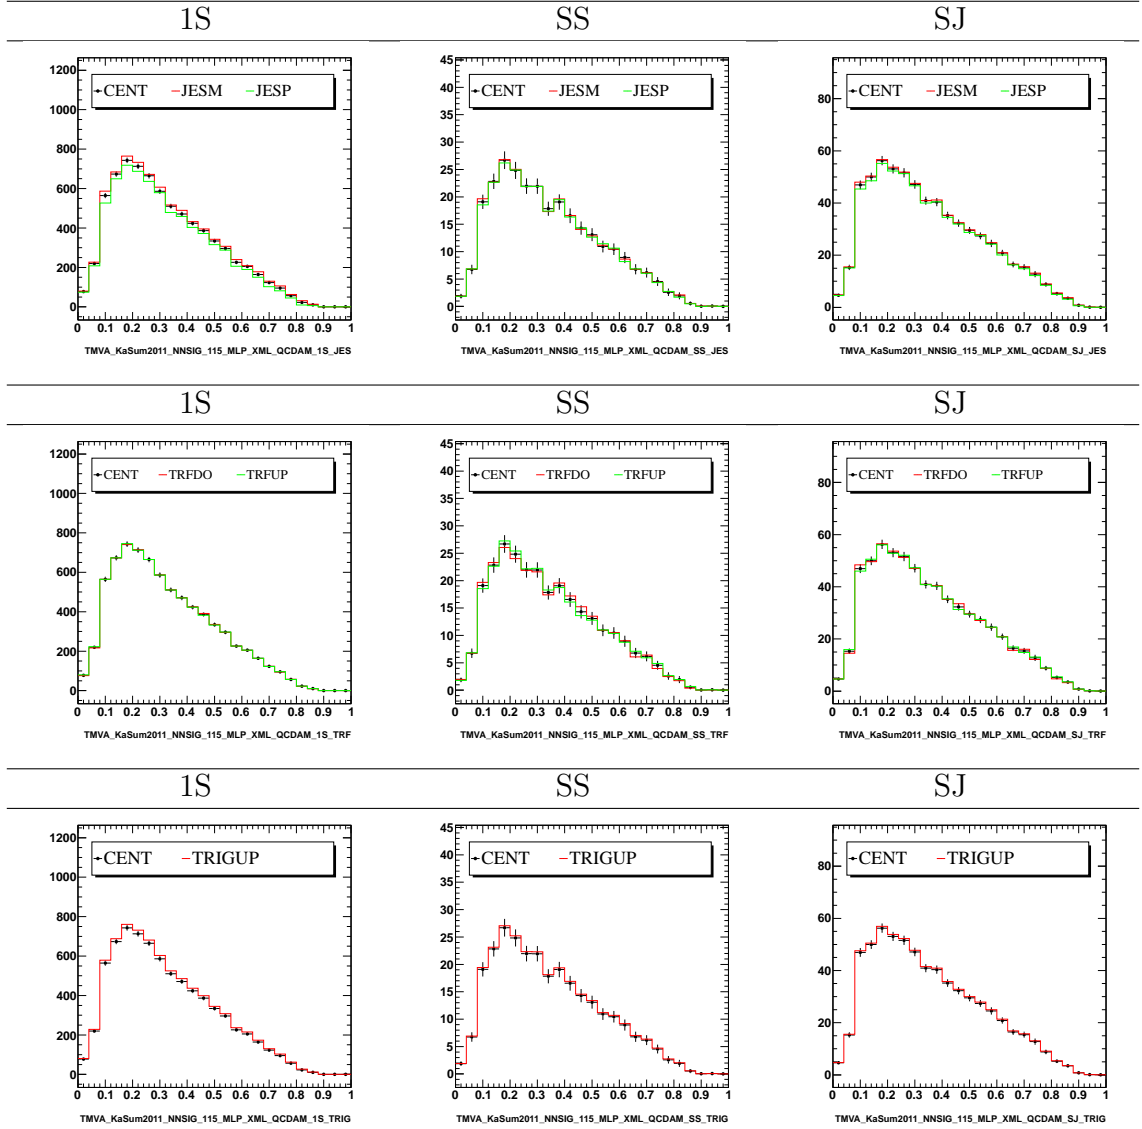 1S SS SJ
1200
1000
800
600
400
200
0
CENT JESM JESP
0 0.1 0.2 0.3 0.4 0.5 0.6 0.7 0.8 0.9 1
TMVA_KaSum2011_NNSIG_115_MLP_XML_QCDAM_1S_JES
45
40
35
30
25
20
15
10
5
0
CENT JESM JESP
0 0.1 0.2 0.3 0.4 0.5 0.6 0.7 0.8 0.9 1
TMVA_KaSum2011_NNSIG_115_MLP_XML_QCDAM_SS_JES
80
60
40
20
0
CENT JESM JESP
0 0.1 0.2 0.3 0.4 0.5 0.6 0.7 0.8 0.9 1
TMVA_KaSum2011_NNSIG_115_MLP_XML_QCDAM_SJ_JES
1S SS SJ
1200
1000
800
600
400
200
0
CENT TRFDO TRFUP
0 0.1 0.2 0.3 0.4 0.5 0.6 0.7 0.8 0.9 1
TMVA_KaSum2011_NNSIG_115_MLP_XML_QCDAM_1S_TRF
45
40
35
30
25
20
15
10
5
0
CENT TRFDO TRFUP
0 0.1 0.2 0.3 0.4 0.5 0.6 0.7 0.8 0.9 1
TMVA_KaSum2011_NNSIG_115_MLP_XML_QCDAM_SS_TRF
80
60
40
20
0
CENT TRFDO TRFUP
0 0.1 0.2 0.3 0.4 0.5 0.6 0.7 0.8 0.9 1
TMVA_KaSum2011_NNSIG_115_MLP_XML_QCDAM_SJ_TRF
1S SS SJ
1200
1000
800
600
400
200
0
CENT TRIGUP
0 0.1 0.2 0.3 0.4 0.5 0.6 0.7 0.8 0.9 1
TMVA_KaSum2011_NNSIG_115_MLP_XML_QCDAM_1S_TRIG
45
40
35
30
25
20
15
10
5
0
CENT TRIGUP
0 0.1 0.2 0.3 0.4 0.5 0.6 0.7 0.8 0.9 1
TMVA_KaSum2011_NNSIG_115_MLP_XML_QCDAM_SS_TRIG
80
60
40
20
0
CENT TRIGUP
0 0.1 0.2 0.3 0.4 0.5 0.6 0.7 0.8 0.9 1
TMVA_KaSum2011_NNSIG_115_MLP_XML_QCDAM_SJ_TRIG